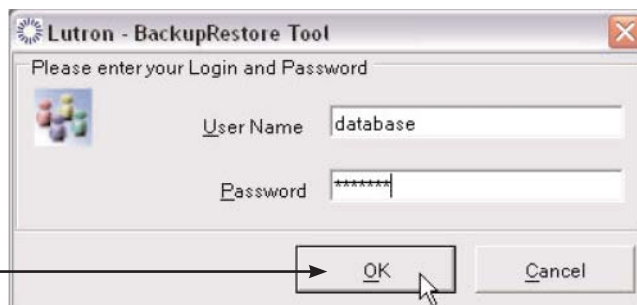 Lutron - BackupRestore Tool
Please enter your Login and Password
User Name
database
Password
*******
OK
Cancel